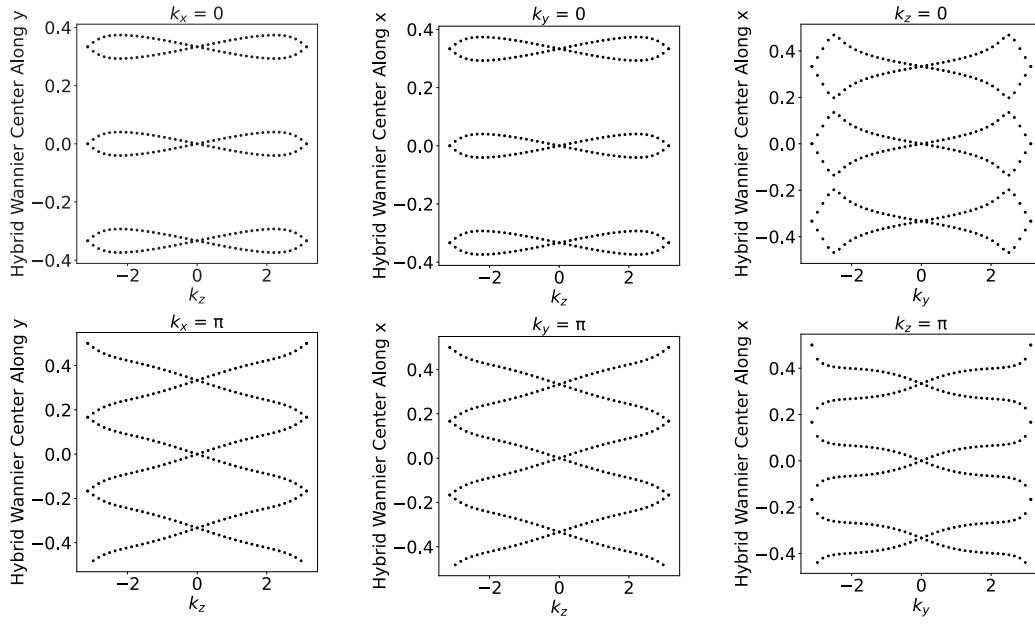 k_x = 0
Hybrid Wannier Center Along y
0.4
0.2
0.0
−0.2
−0.4
−2
0
2
k_z
k_y = 0
Hybrid Wannier Center Along x
0.4
0.2
0.0
−0.2
−0.4
−2
0
2
k_z
k_z = 0
Hybrid Wannier Center Along x
0.4
0.2
0.0
−0.2
−0.4
−2
0
2
k_y
k_x = π
Hybrid Wannier Center Along y
0.4
0.2
0.0
−0.2
−0.4
−2
0
2
k_z
k_y = π
Hybrid Wannier Center Along x
0.4
0.2
0.0
−0.2
−0.4
−2
0
2
k_z
k_z = π
Hybrid Wannier Center Along x
0.4
0.2
0.0
−0.2
−0.4
−2
0
2
k_y